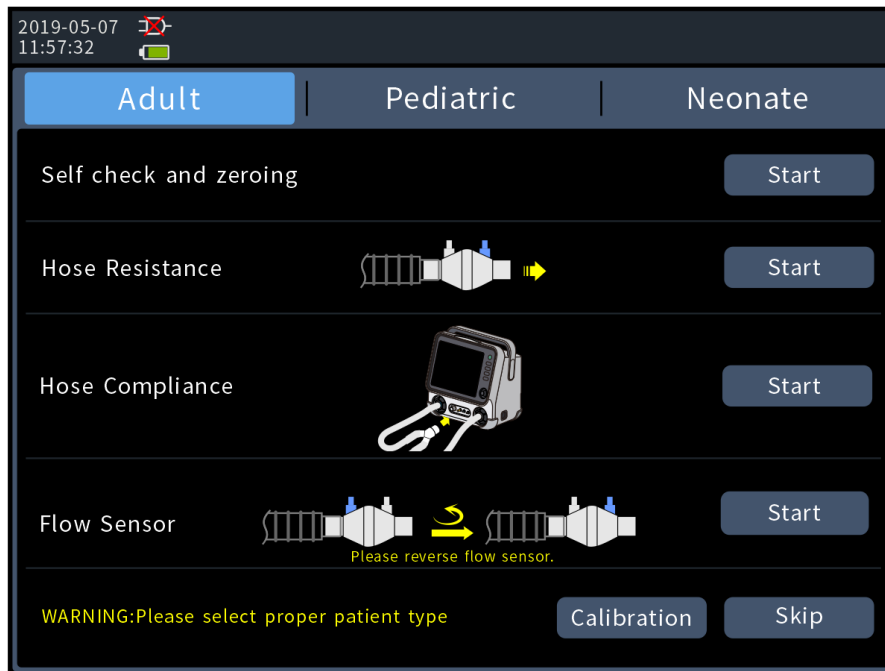 2019-05-07
11:57:32
Adult Pediatric Neonate
Self check and zeroing Start
Hose Resistance Start
Hose Compliance Start
Flow Sensor Start
Please reverse flow sensor.
WARNING:Please select proper patient type Calibration Skip